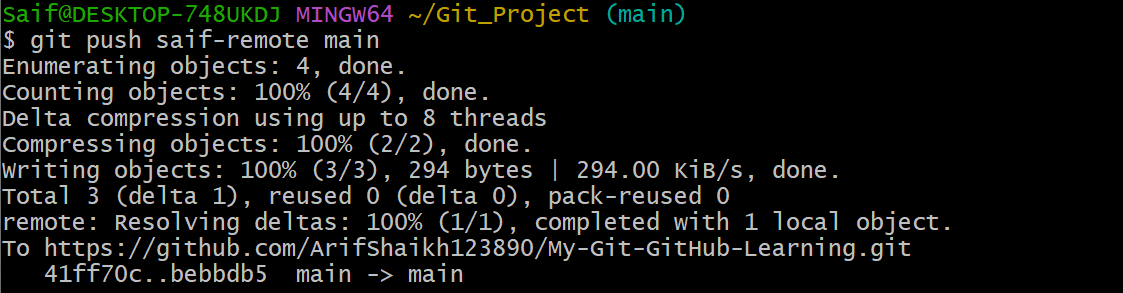 Saif@DESKTOP-748UKDJ MINGW64 ~/Git_Project (main)
$ git push saif-remote main
Enumerating objects: 4, done.
Counting objects: 100% (4/4), done.
Delta compression using up to 8 threads
Compressing objects: 100% (2/2), done.
Writing objects: 100% (3/3), 294 bytes | 294.00 KiB/s, done.
Total 3 (delta 1), reused 0 (delta 0), pack-reused 0
remote: Resolving deltas: 100% (1/1), completed with 1 local object.
To https://github.com/ArifShaikh123890/My-Git-GitHub-Learning.git
   41ff70c..bebbdb5  main -> main